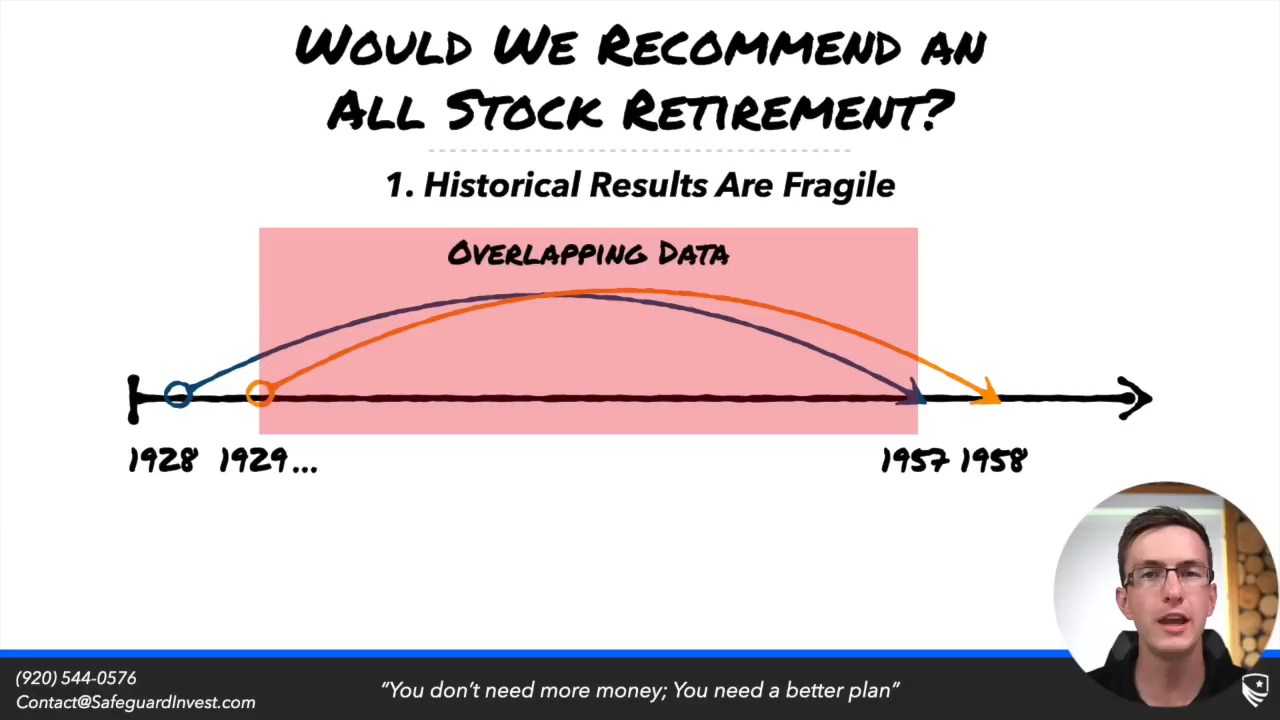 Would We Recommend an
All Stock Retirement?
1. Historical Results Are Fragile
Overlapping Data
1928 1929... 1957 1958
(920) 544-0576
Contact@SafeguardInvest.com
“You don’t need more money; You need a better plan”